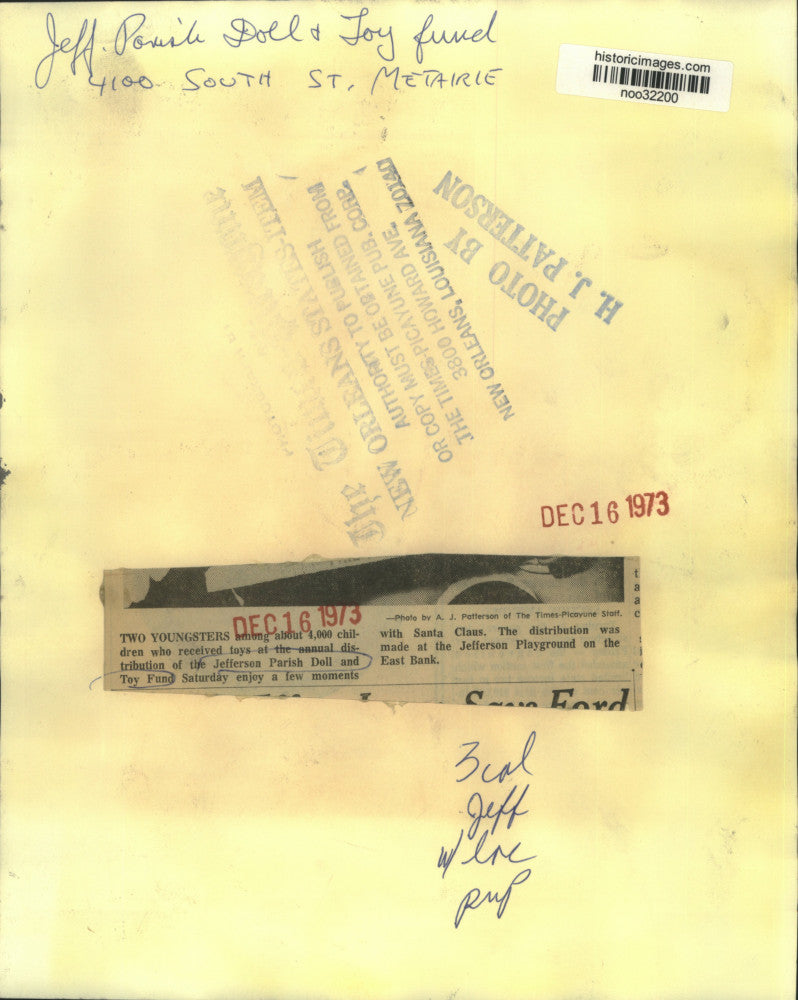 Jeff. Parish Doll & Toy fund
4100 SOUTH ST, METAIRIE
historicimages.com
noo32200
PHOTO BY
H. J. PATTERSON
The Times
NEW ORLEANS STATES-ITEM
AUTHORITY TO PUBLISH
OR COPY MUST BE OBTAINED FROM
THE TIMES-PICAYUNE PUB. CORP.
3800 HOWARD AVE.
NEW ORLEANS, LOUISIANA 70140
DEC 16 1973
DEC 16 1973
—Photo by A. J. Patterson of The Times-Picayune Staff.
TWO YOUNGSTERS among about 4,000 chil-
dren who received toys at the annual dis-
tribution of the Jefferson Parish Doll and
Toy Fund Saturday enjoy a few moments
with Santa Claus. The distribution was
made at the Jefferson Playground on the
East Bank.
Says Ford
3 col
Jeff
w/ line